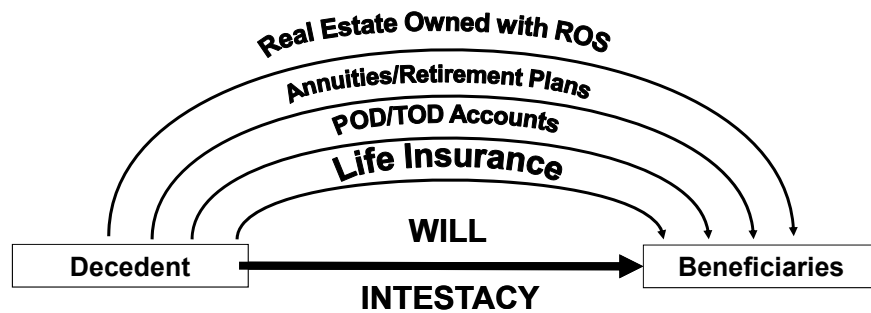 Real Estate Owned with ROS
Annuities/Retirement Plans
POD/TOD Accounts
Life Insurance
WILL
Decedent
Beneficiaries
INTESTACY